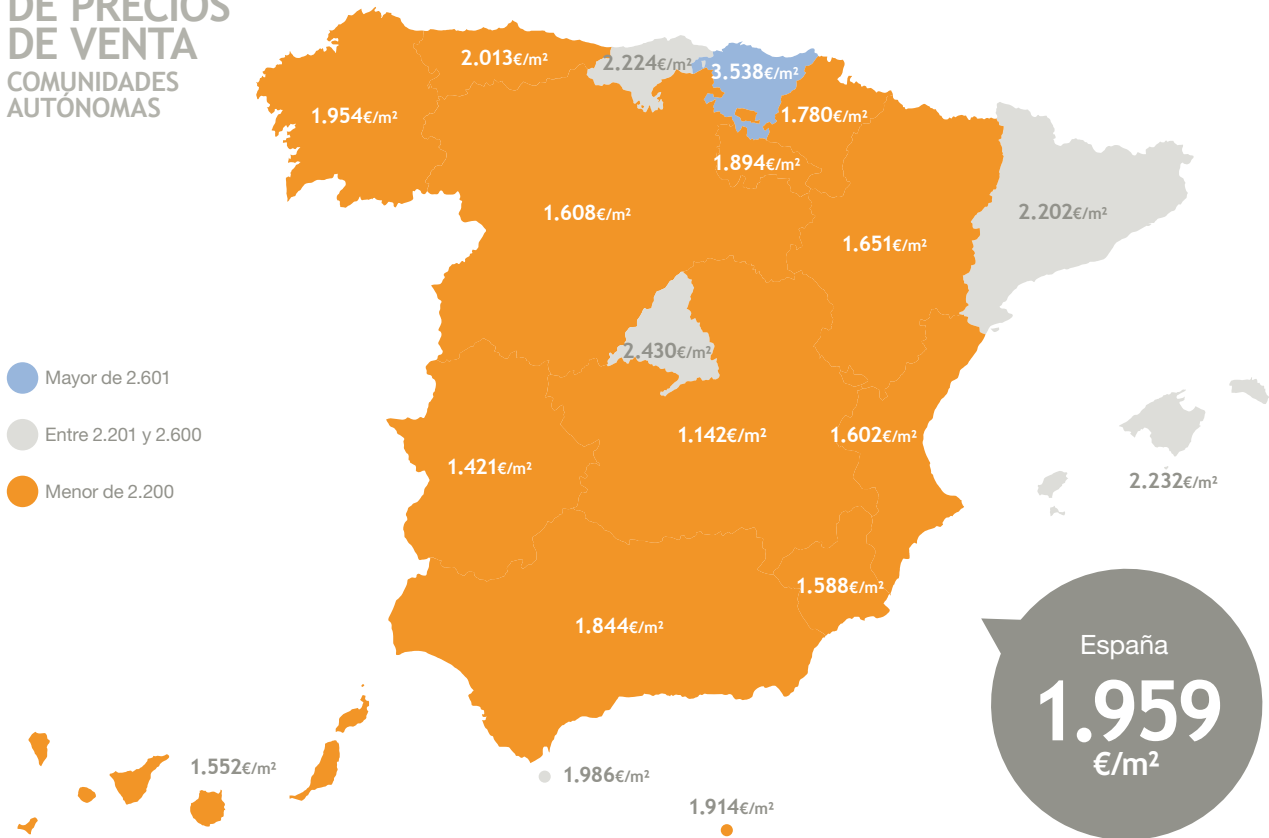 DE PRECIOS
DE VENTA
COMUNIDADES
AUTÓNOMAS
2.013€/m²
2.224€/m²
3.538€/m²
1.954€/m²
1.780€/m²
1.894€/m²
1.608€/m²
2.202€/m²
1.651€/m²
2.430€/m²
Mayor de 2.601
Entre 2.201 y 2.600
Menor de 2.200
1.142€/m²
1.602€/m²
1.421€/m²
2.232€/m²
1.588€/m²
1.844€/m²
España
1.959
€/m²
1.552€/m²
1.986€/m²
1.914€/m²